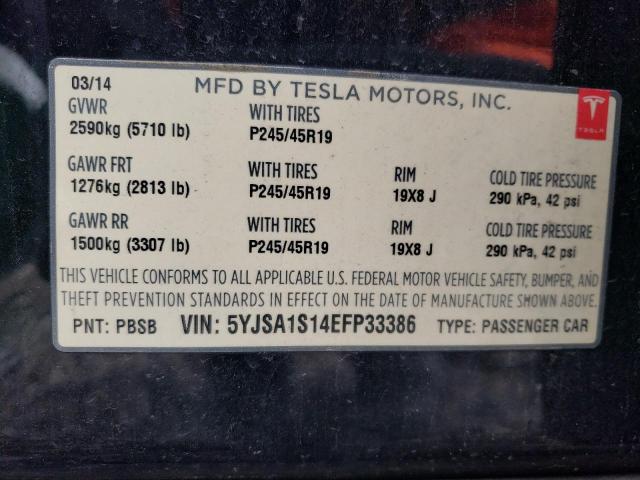 03/14 MFD BY TESLA MOTORS, INC.
GVWR WITH TIRES
2590kg (5710 lb) P245/45R19
TESLA
GAWR FRT WITH TIRES RIM COLD TIRE PRESSURE
1276kg (2813 lb) P245/45R19 19X8 J 290 kPa, 42 psi
GAWR RR WITH TIRES RIM COLD TIRE PRESSURE
1500kg (3307 lb) P245/45R19 19X8 J 290 kPa, 42 psi
THIS VEHICLE CONFORMS TO ALL APPLICABLE U.S. FEDERAL MOTOR VEHICLE SAFETY, BUMPER, AND
THEFT PREVENTION STANDARDS IN EFFECT ON THE DATE OF MANUFACTURE SHOWN ABOVE.
PNT: PBSB VIN: 5YJSA1S14EFP33386 TYPE: PASSENGER CAR